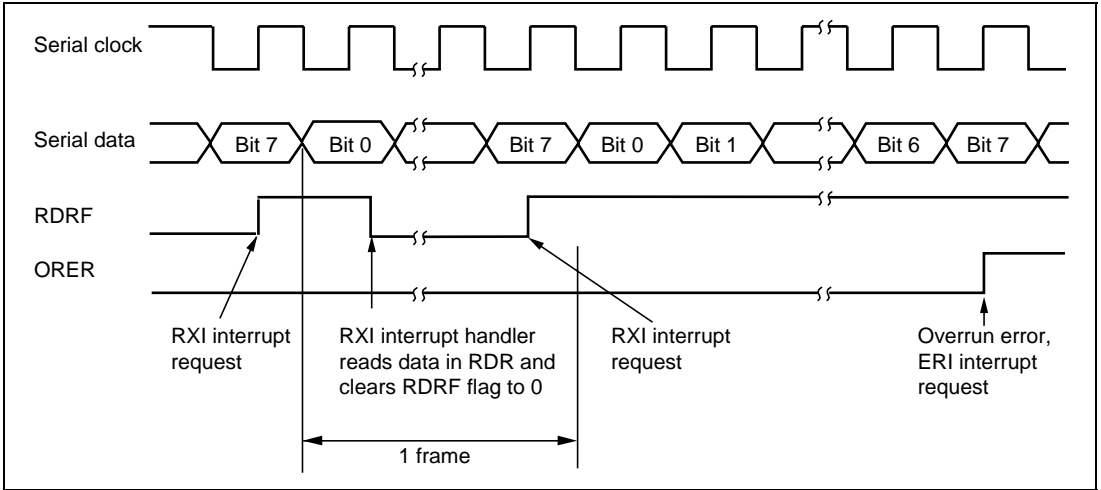 Serial clock
Serial data
Bit 7
Bit 0
Bit 7
Bit 0
Bit 1
Bit 6
Bit 7
RDRF
ORER
RXI interrupt
request
RXI interrupt handler
reads data in RDR and
clears RDRF flag to 0
RXI interrupt
request
Overrun error,
ERI interrupt
request
1 frame